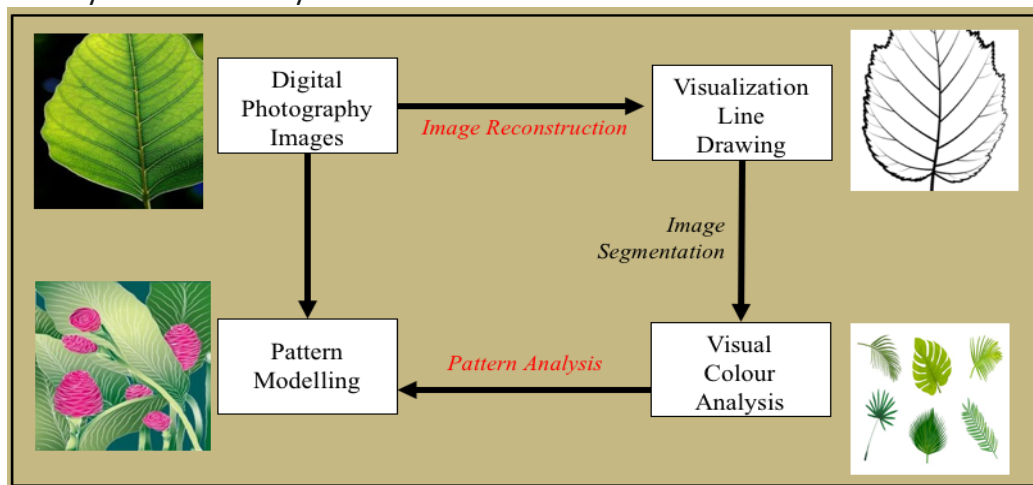 Digital
Photography
Images
Image Reconstruction
Visualization
Line
Drawing
Image
Segmentation
Pattern
Modelling
Pattern Analysis
Visual
Colour
Analysis